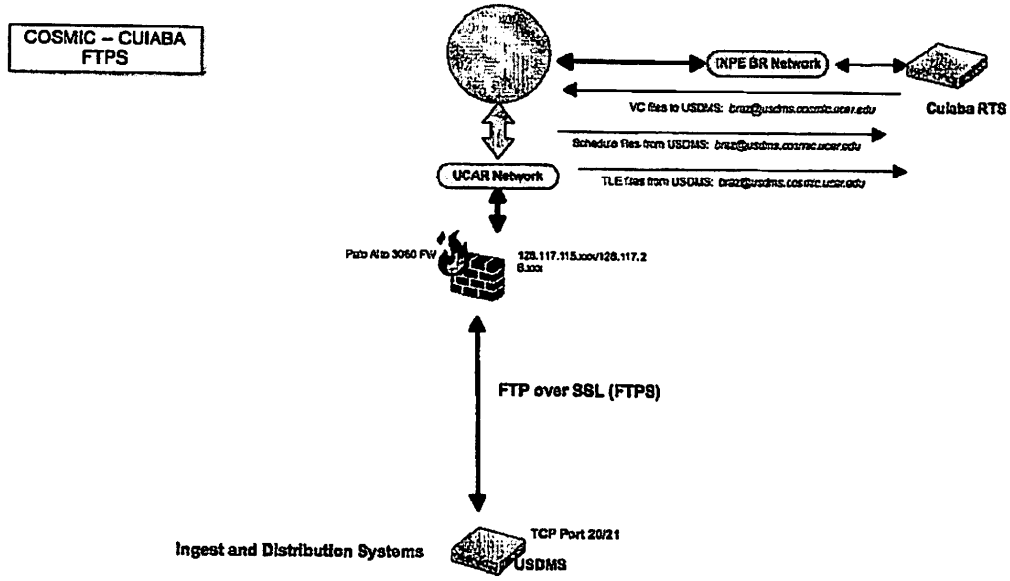 COSMIC – CUIABA
FTPS
INPE BR Network
Cuiaba RTS
VC files to USDMS: braz@usdms.cosmic.ucar.edu
Schedule files from USDMS: braz@usdms.cosmic.ucar.edu
UCAR Network
TLE files from USDMS: braz@usdms.cosmic.ucar.edu
Palo Alto 3060 FW
128.117.115.xxx/128.117.2
8.xxx
FTP over SSL (FTPS)
TCP Port 20/21
Ingest and Distribution Systems
USDMS